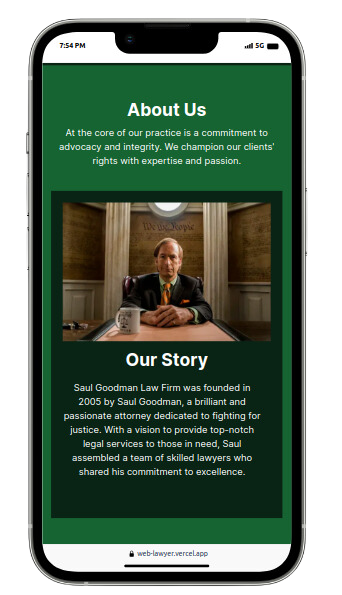 7:54 PM 5G
About Us
At the core of our practice is a commitment to
advocacy and integrity. We champion our clients'
rights with expertise and passion.
We the People
Our Story
Saul Goodman Law Firm was founded in
2005 by Saul Goodman, a brilliant and
passionate attorney dedicated to fighting for
justice. With a vision to provide top-notch
legal services to those in need, Saul
assembled a team of skilled lawyers who
shared his commitment to excellence.
web-lawyer.vercel.app